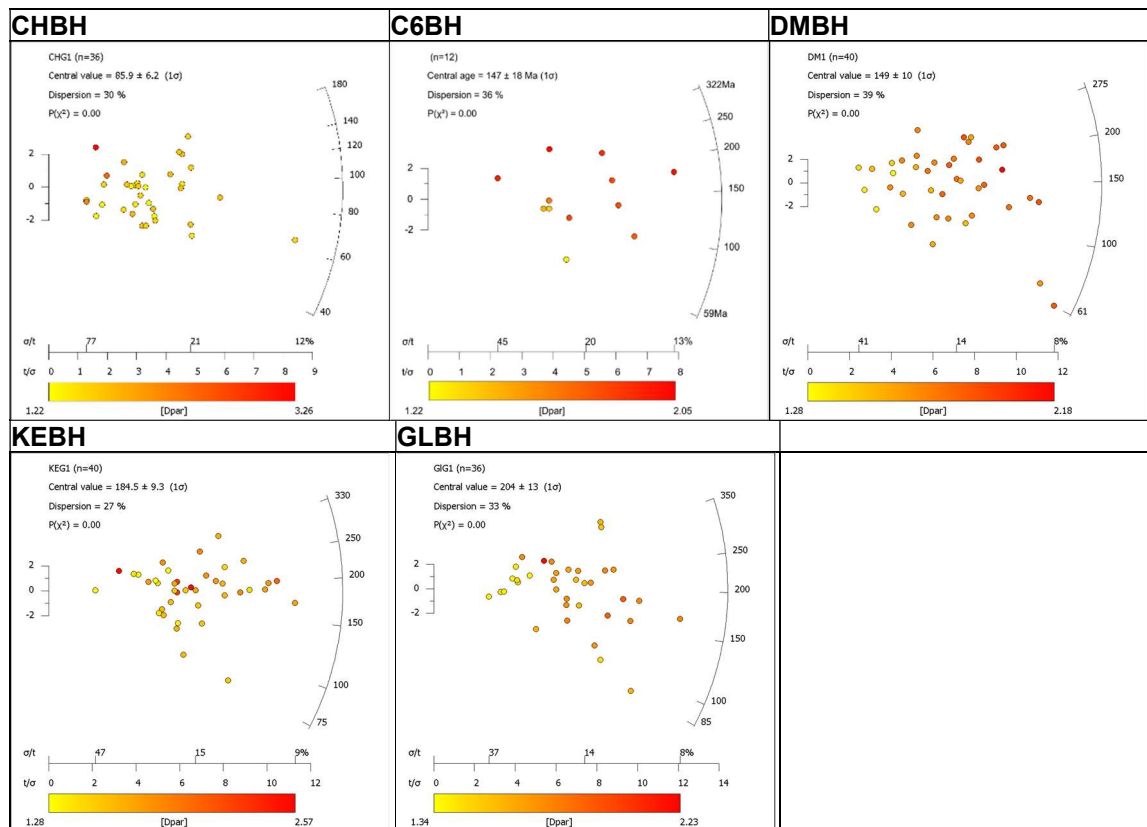 CHBH
CHG1 (n=36)
Central value = 85.9 ± 6.2 (1σ)
Dispersion = 30 %
P(χ²) = 0.00
180
140
120
100
80
60
40
2
0
-2
σ/t 77 21 12%
t/σ 0 1 2 3 4 5 6 7 8 9
1.22 [Dpar] 3.26
C6BH
(n=12)
Central age = 147 ± 18 Ma (1σ)
Dispersion = 36 %
P(χ²) = 0.00
322Ma
250
200
150
100
59Ma
2
0
-2
σ/t 45 20 13%
t/σ 0 1 2 3 4 5 6 7 8
1.22 [Dpar] 2.05
DMBH
DM1 (n=40)
Central value = 149 ± 10 (1σ)
Dispersion = 39 %
P(χ²) = 0.00
275
200
150
100
61
2
0
-2
σ/t 41 14 8%
t/σ 0 2 4 6 8 10 12
1.28 [Dpar] 2.18
KEBH
KEG1 (n=40)
Central value = 184.5 ± 9.3 (1σ)
Dispersion = 27 %
P(χ²) = 0.00
330
250
200
150
100
75
2
0
-2
σ/t 47 15 9%
t/σ 0 2 4 6 8 10 12
1.28 [Dpar] 2.57
GLBH
GIG1 (n=36)
Central value = 204 ± 13 (1σ)
Dispersion = 33 %
P(χ²) = 0.00
350
250
200
150
100
85
2
0
-2
σ/t 37 14 8%
t/σ 0 2 4 6 8 10 12 14
1.34 [Dpar] 2.23